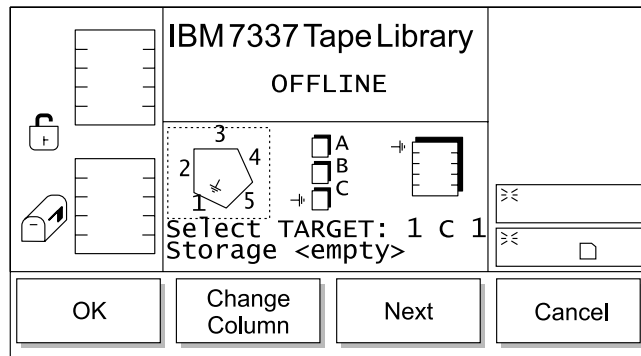 IBM 7337 Tape Library
OFFLINE
3
2
4
1
5
A
B
C
Select TARGET: 1 C 1
Storage <empty>
OK
Change
Column
Next
Cancel